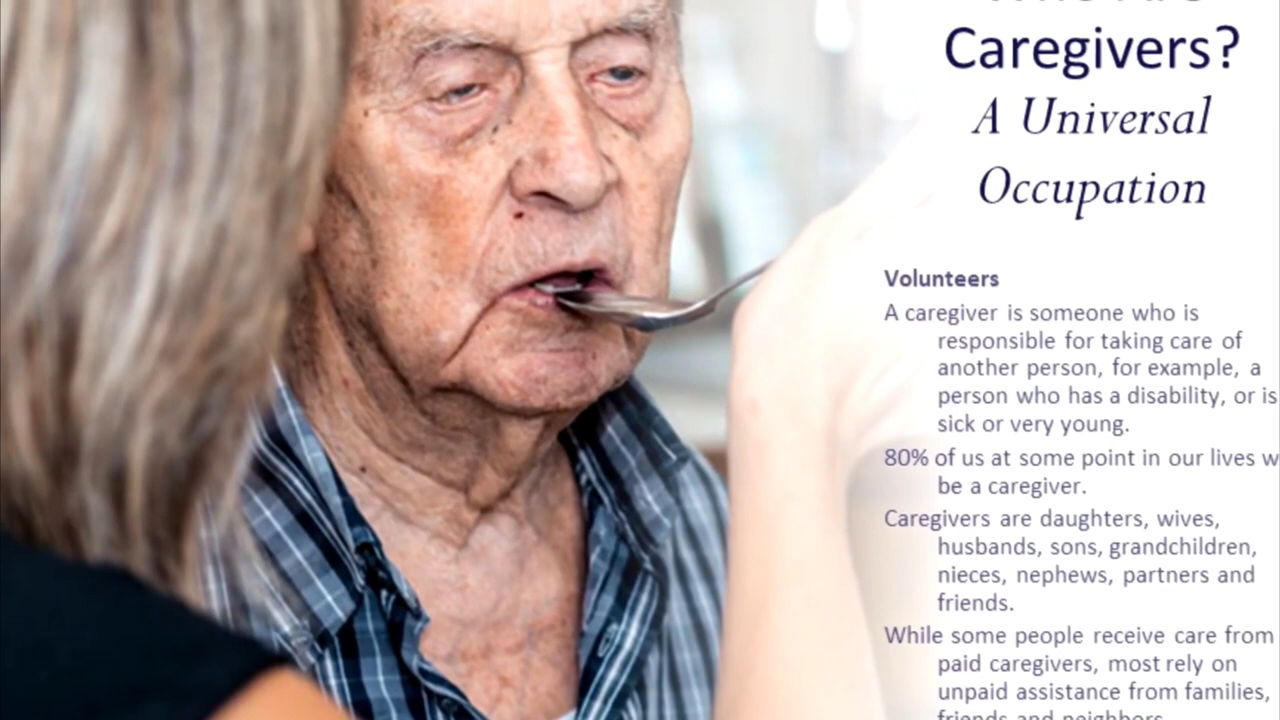 Caregivers?
A Universal
Occupation
Volunteers
A caregiver is someone who is
responsible for taking care of
another person, for example, a
person who has a disability, or is
sick or very young.
80% of us at some point in our lives w
be a caregiver.
Caregivers are daughters, wives,
husbands, sons, grandchildren,
nieces, nephews, partners and
friends.
While some people receive care from
paid caregivers, most rely on
unpaid assistance from families,
friends and neighbors